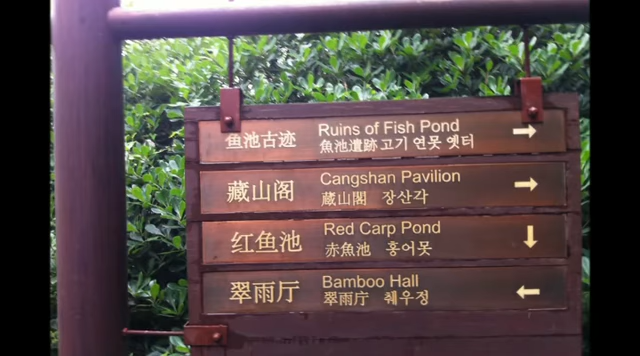 鱼池古迹 Ruins of Fish Pond →
魚池遺跡 고기 연못 옛터
藏山阁 Cangshan Pavilion →
蔵山閣 장산각
红鱼池 Red Carp Pond ↓
赤魚池 홍어못
翠雨厅 Bamboo Hall ←
翠雨庁 췌우정